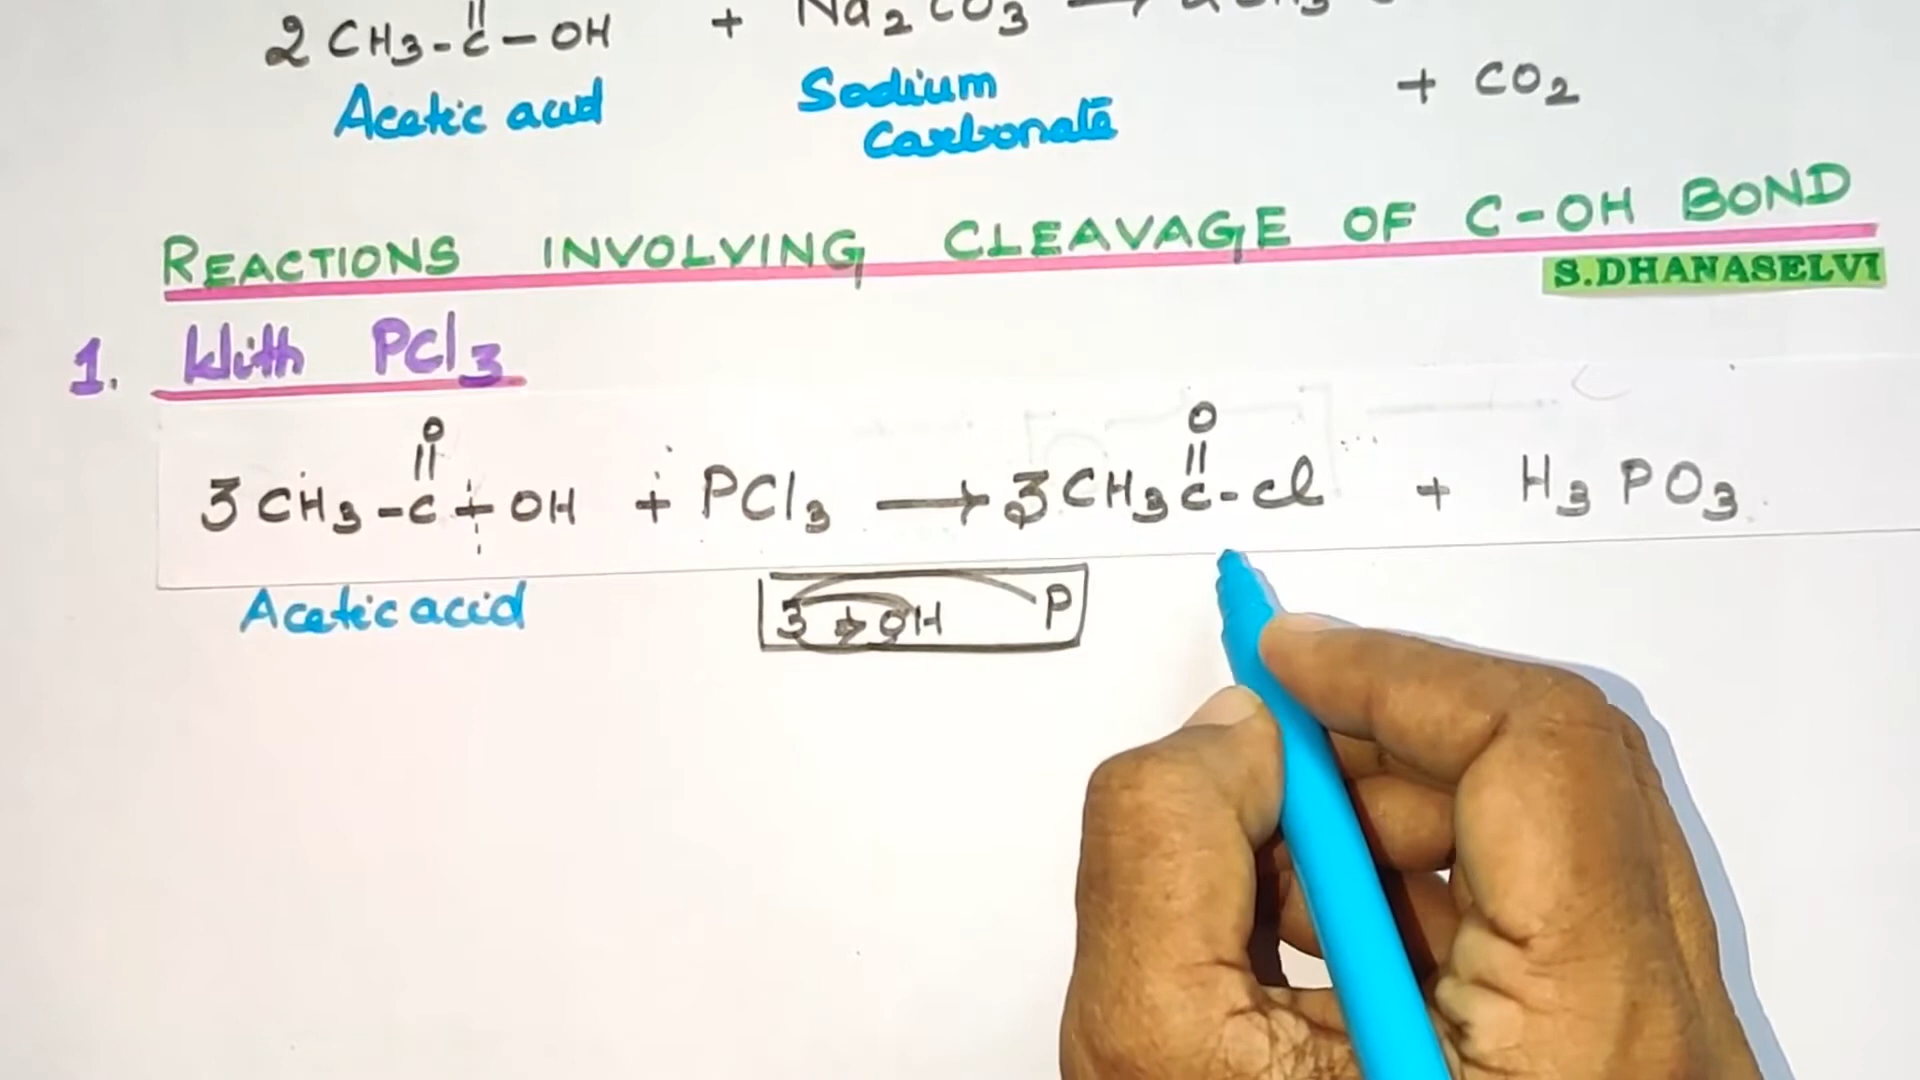 2 CH3-C-OH + Na2CO3 →
Acetic acid Sodium Carbonate + CO2
REACTIONS INVOLVING CLEAVAGE OF C-OH BOND
S.DHANASELVI
1. With PCl3
O O
3 CH3-C-OH + PCl3 → 3 CH3C-Cl + H3PO3
Acetic acid 3 OH P